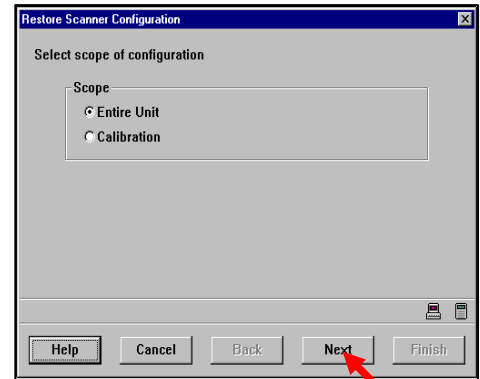 Restore Scanner Configuration
Select scope of configuration
Scope
Entire Unit
Calibration
Help Cancel Back Next Finish